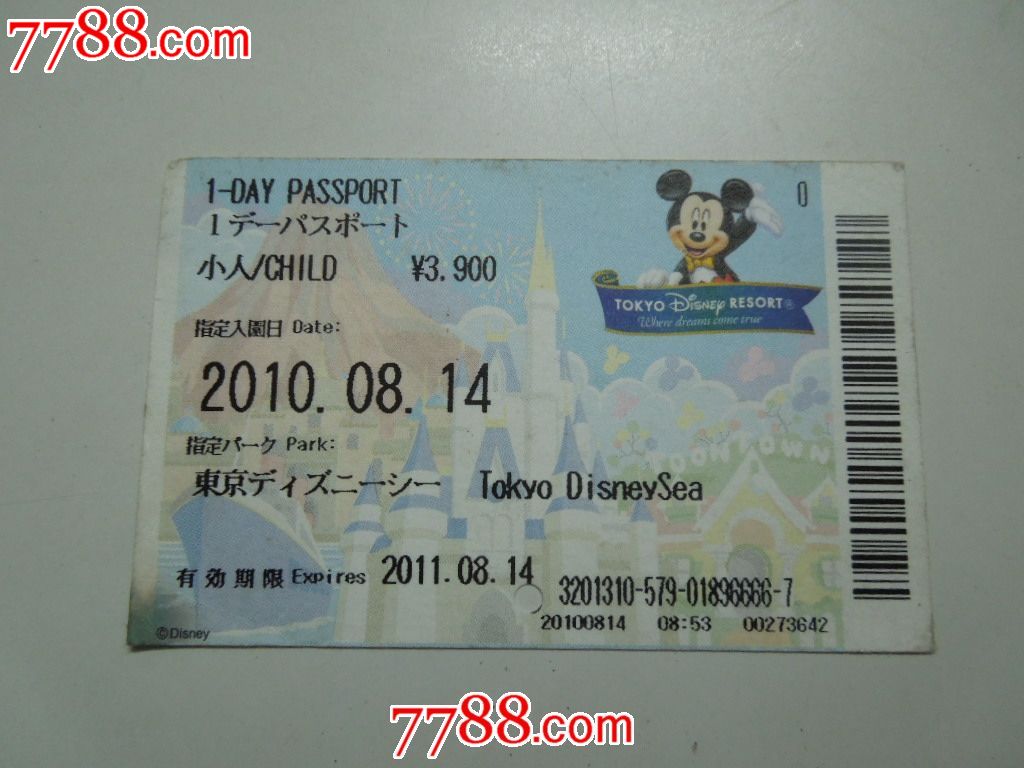 7788.com
1-DAY PASSPORT
1デーパスポート
小人/CHILD ¥3,900
0
TOKYO Disney RESORT®
Where dreams come true
指定入園日 Date:
2010.08.14
指定パーク Park:
TOONTOWN
東京ディズニーシー Tokyo DisneySea
有効期限 Expires 2011.08.14
3201310-579-01896666-7
20100814 08:53 00273642
©Disney
7788.com